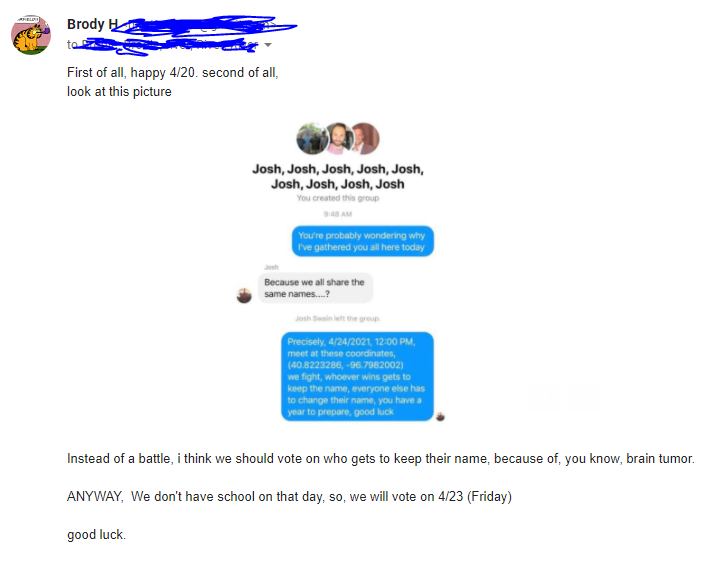 Brody H
to
First of all, happy 4/20. second of all,
look at this picture
Josh, Josh, Josh, Josh, Josh,
Josh, Josh, Josh, Josh
You created this group
9:48 AM
You're probably wondering why
I've gathered you all here today
Josh
Because we all share the
same names....?
Josh Swain left the group.
Precisely, 4/24/2021, 12:00 PM,
meet at these coordinates,
(40.8223286, -96.7982002)
we fight, whoever wins gets to
keep the name, everyone else has
to change their name, you have a
year to prepare, good luck
Instead of a battle, i think we should vote on who gets to keep their name, because of, you know, brain tumor.
ANYWAY, We don't have school on that day, so, we will vote on 4/23 (Friday)
good luck.